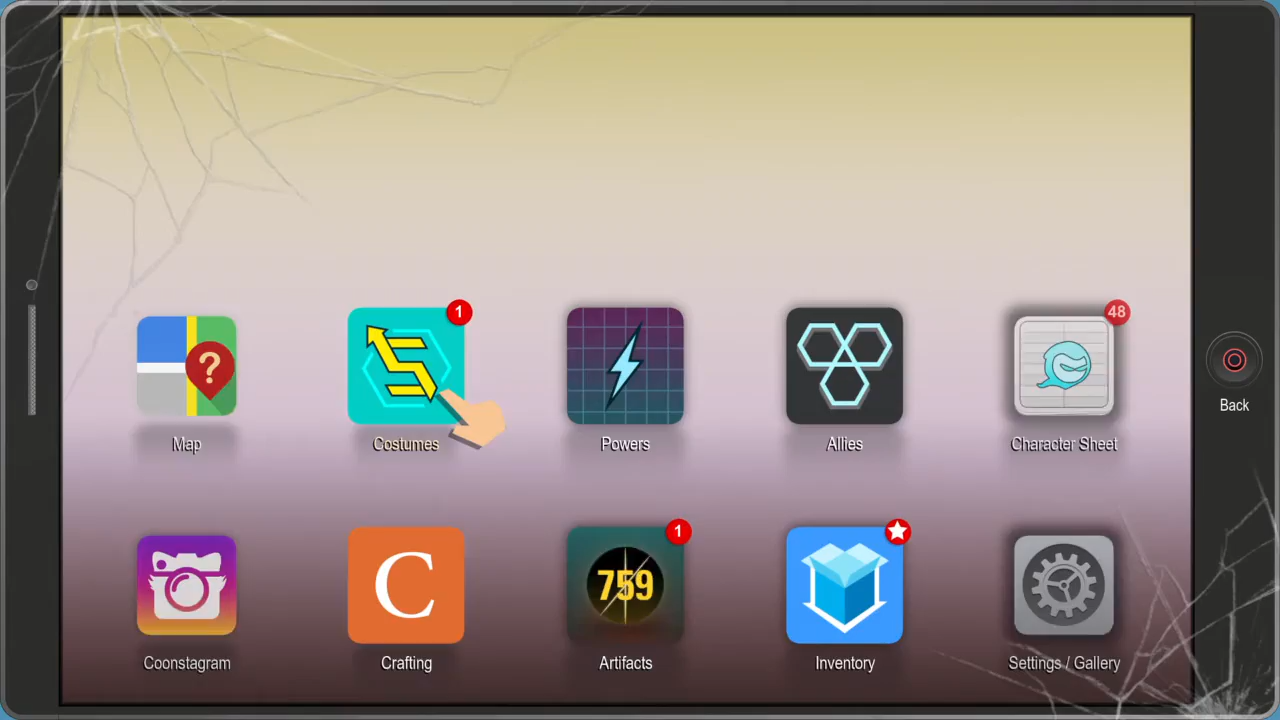 1
48
?
Map
Costumes
Powers
Allies
Character Sheet
Back
1
C
759
Coonstagram
Crafting
Artifacts
Inventory
Settings / Gallery